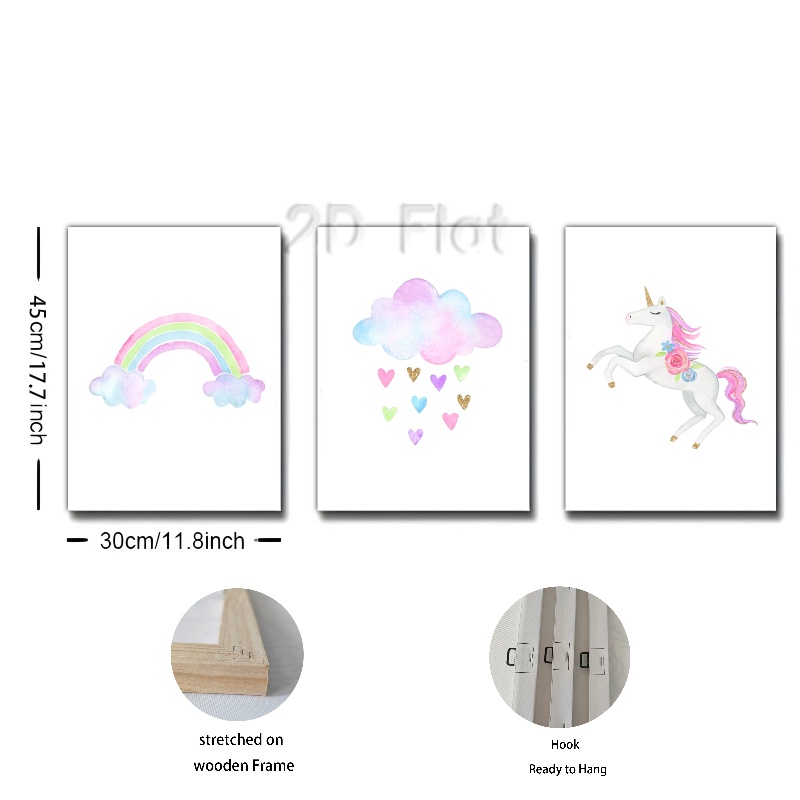 2D Flat
45cm/17.7inch
30cm/11.8inch
stretched on
wooden Frame
Hook
Ready to Hang